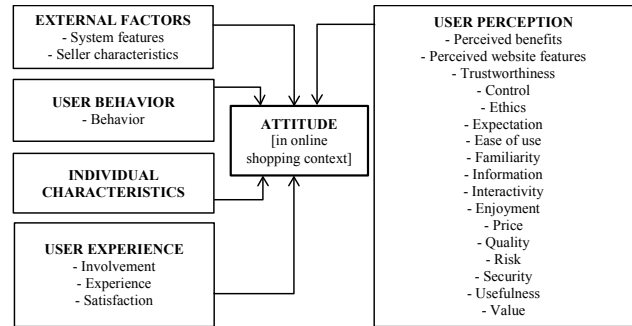 EXTERNAL FACTORS
- System features
- Seller characteristics
USER BEHAVIOR
- Behavior
INDIVIDUAL
CHARACTERISTICS
USER EXPERIENCE
- Involvement
- Experience
- Satisfaction
ATTITUDE
[in online
shopping context]
USER PERCEPTION
- Perceived benefits
- Perceived website features
- Trustworthiness
- Control
- Ethics
- Expectation
- Ease of use
- Familiarity
- Information
- Interactivity
- Enjoyment
- Price
- Quality
- Risk
- Security
- Usefulness
- Value